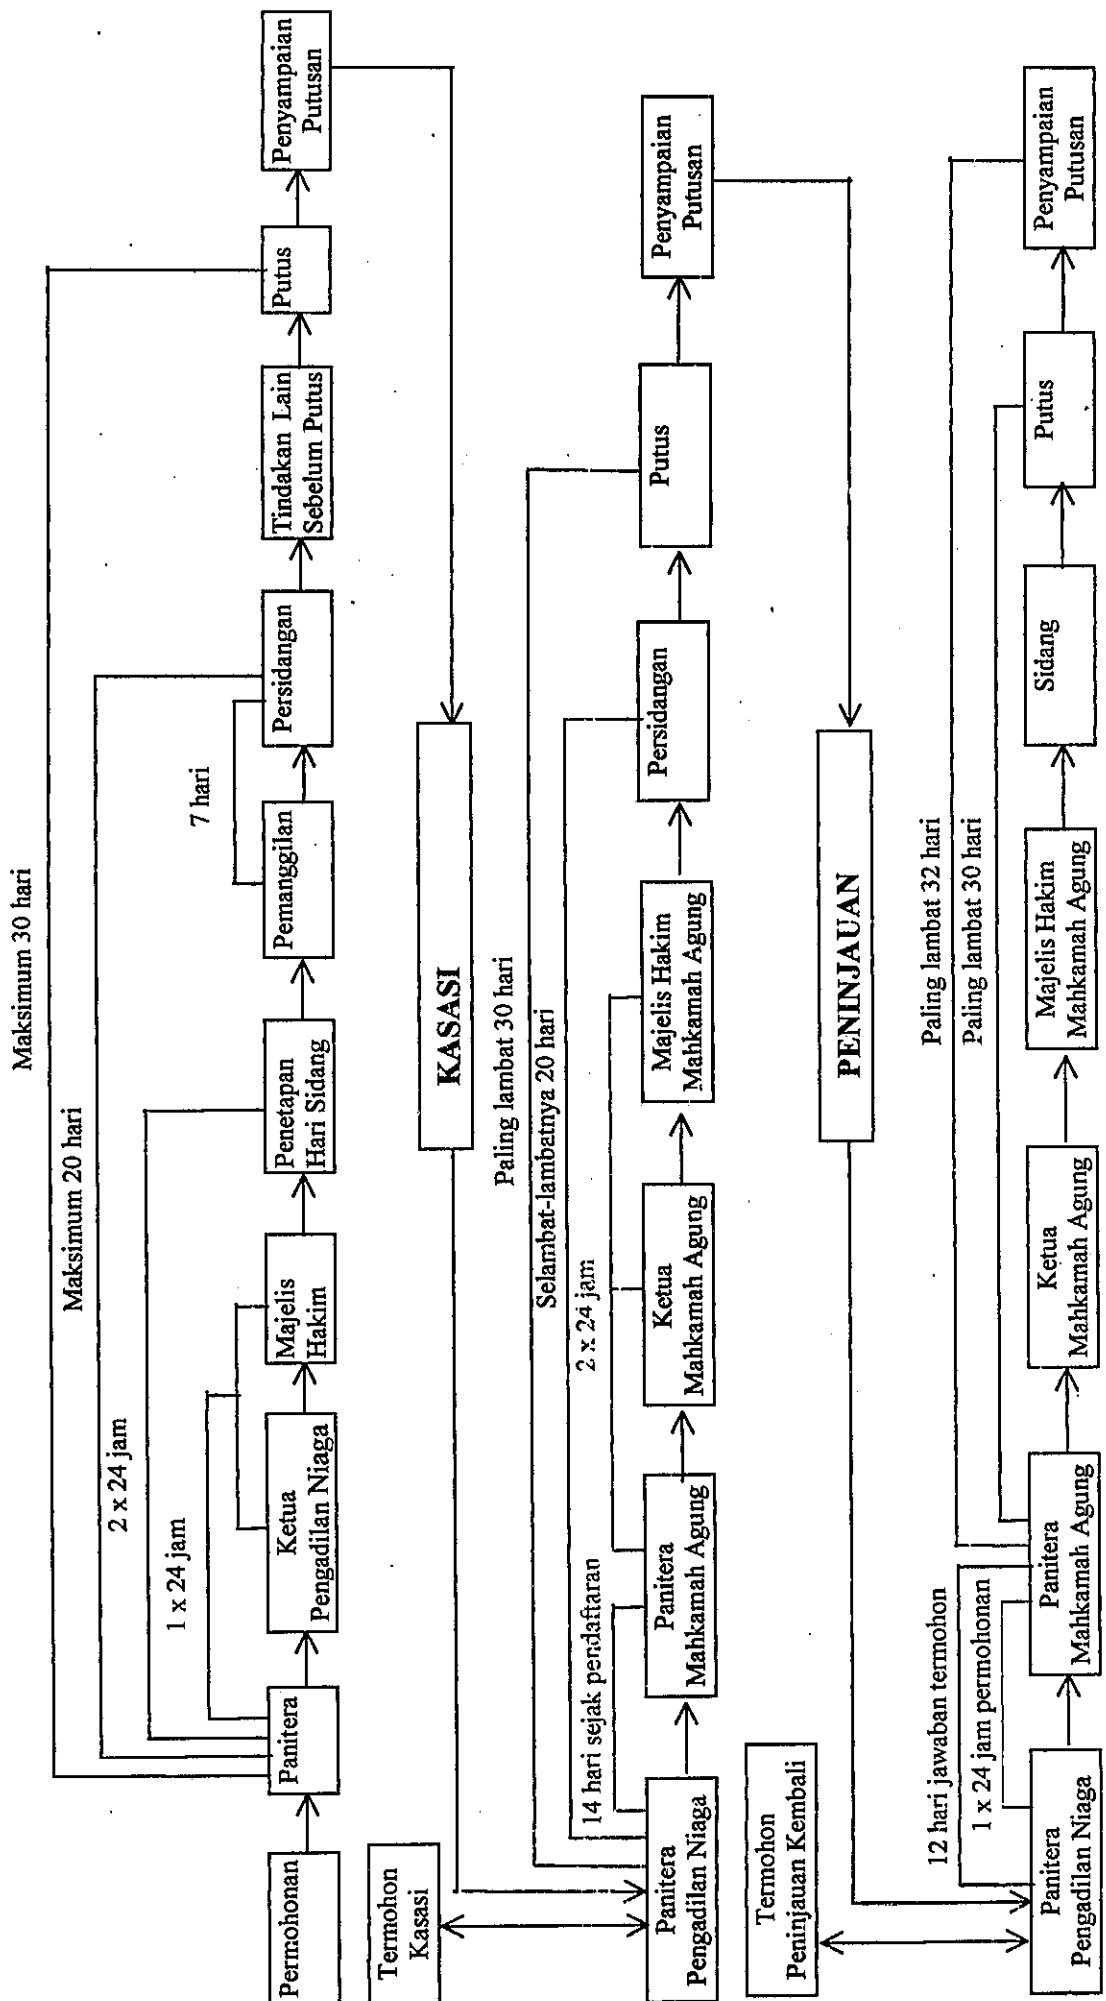 Maksimum 30 hari
Maksimum 20 hari
2 x 24 jam
1 x 24 jam
7 hari
Permohonan
Panitera
Ketua
Pengadilan Niaga
Majelis
Hakim
Penetapan
Hari Sidang
Pemanggilan
Persidangan
Tindakan Lain
Sebelum Putus
Putus
Penyampaian
Putusan
KASASI
Termohon
Kasasi
Paling lambat 30 hari
Selambat-lambatnya 20 hari
2 x 24 jam
14 hari sejak pendaftaran
Panitera
Pengadilan Niaga
Panitera
Mahkamah Agung
Ketua
Mahkamah Agung
Majelis Hakim
Mahkamah Agung
Persidangan
Putus
Penyampaian
Putusan
PENINJAUAN
Termohon
Peninjauan Kembali
Paling lambat 32 hari
Paling lambat 30 hari
12 hari jawaban termohon
1 x 24 jam permohonan
Panitera
Pengadilan Niaga
Panitera
Mahkamah Agung
Ketua
Mahkamah Agung
Majelis Hakim
Mahkamah Agung
Sidang
Putus
Penyampaian
Putusan